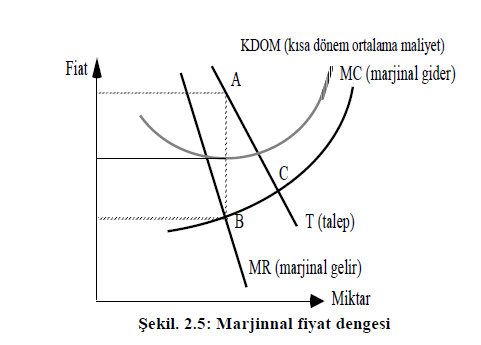 KDOM (kısa dönem ortalama maliyet)
Fiat
A
MC (marjinal gider)
C
B
T (talep)
MR (marjinal gelir)
Miktar
Şekil. 2.5: Marjinnal fiyat dengesi